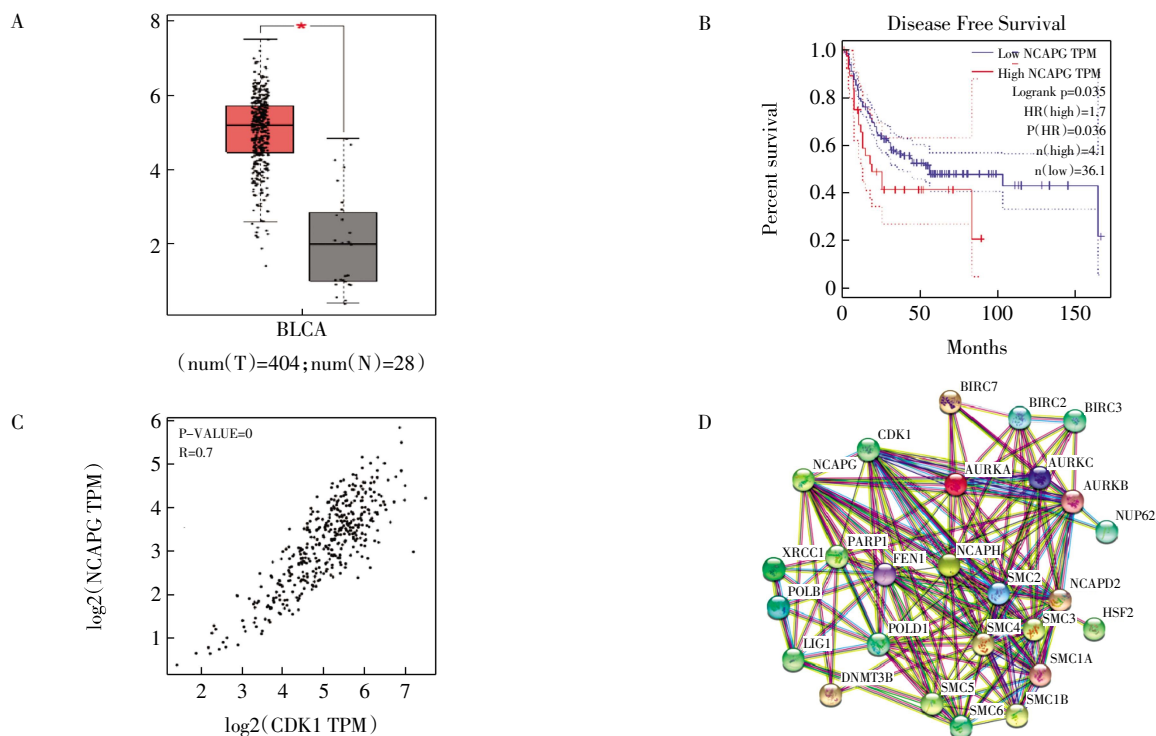 A
8
6
4
2
*
BLCA
(num(T)=404;num(N)=28)
B
Disease Free Survival
Percent survival
1.0
0.8
0.6
0.4
0.2
0
Low NCAPG TPM
High NCAPG TPM
Logrank p=0.035
HR(high)=1.7
P(HR)=0.036
n(high)=4.1
n(low)=36.1
0 50 100 150
Months
C
log2(NCAPG TPM)
6
5
4
3
2
1
P-VALUE=0
R=0.7
2 3 4 5 6 7
log2(CDK1 TPM)
D
BIRC7
BIRC2
BIRC3
CDK1
NCAPG
AURKA
AURKC
AURKB
NUP62
XRCC1
PARP1
FEN1
NCAPH
SMC2
NCAPD2
POLB
HSF2
LIG1
POLD1
SMC4
SMC3
SMC1A
DNMT3B
SMC5
SMC6
SMC1B